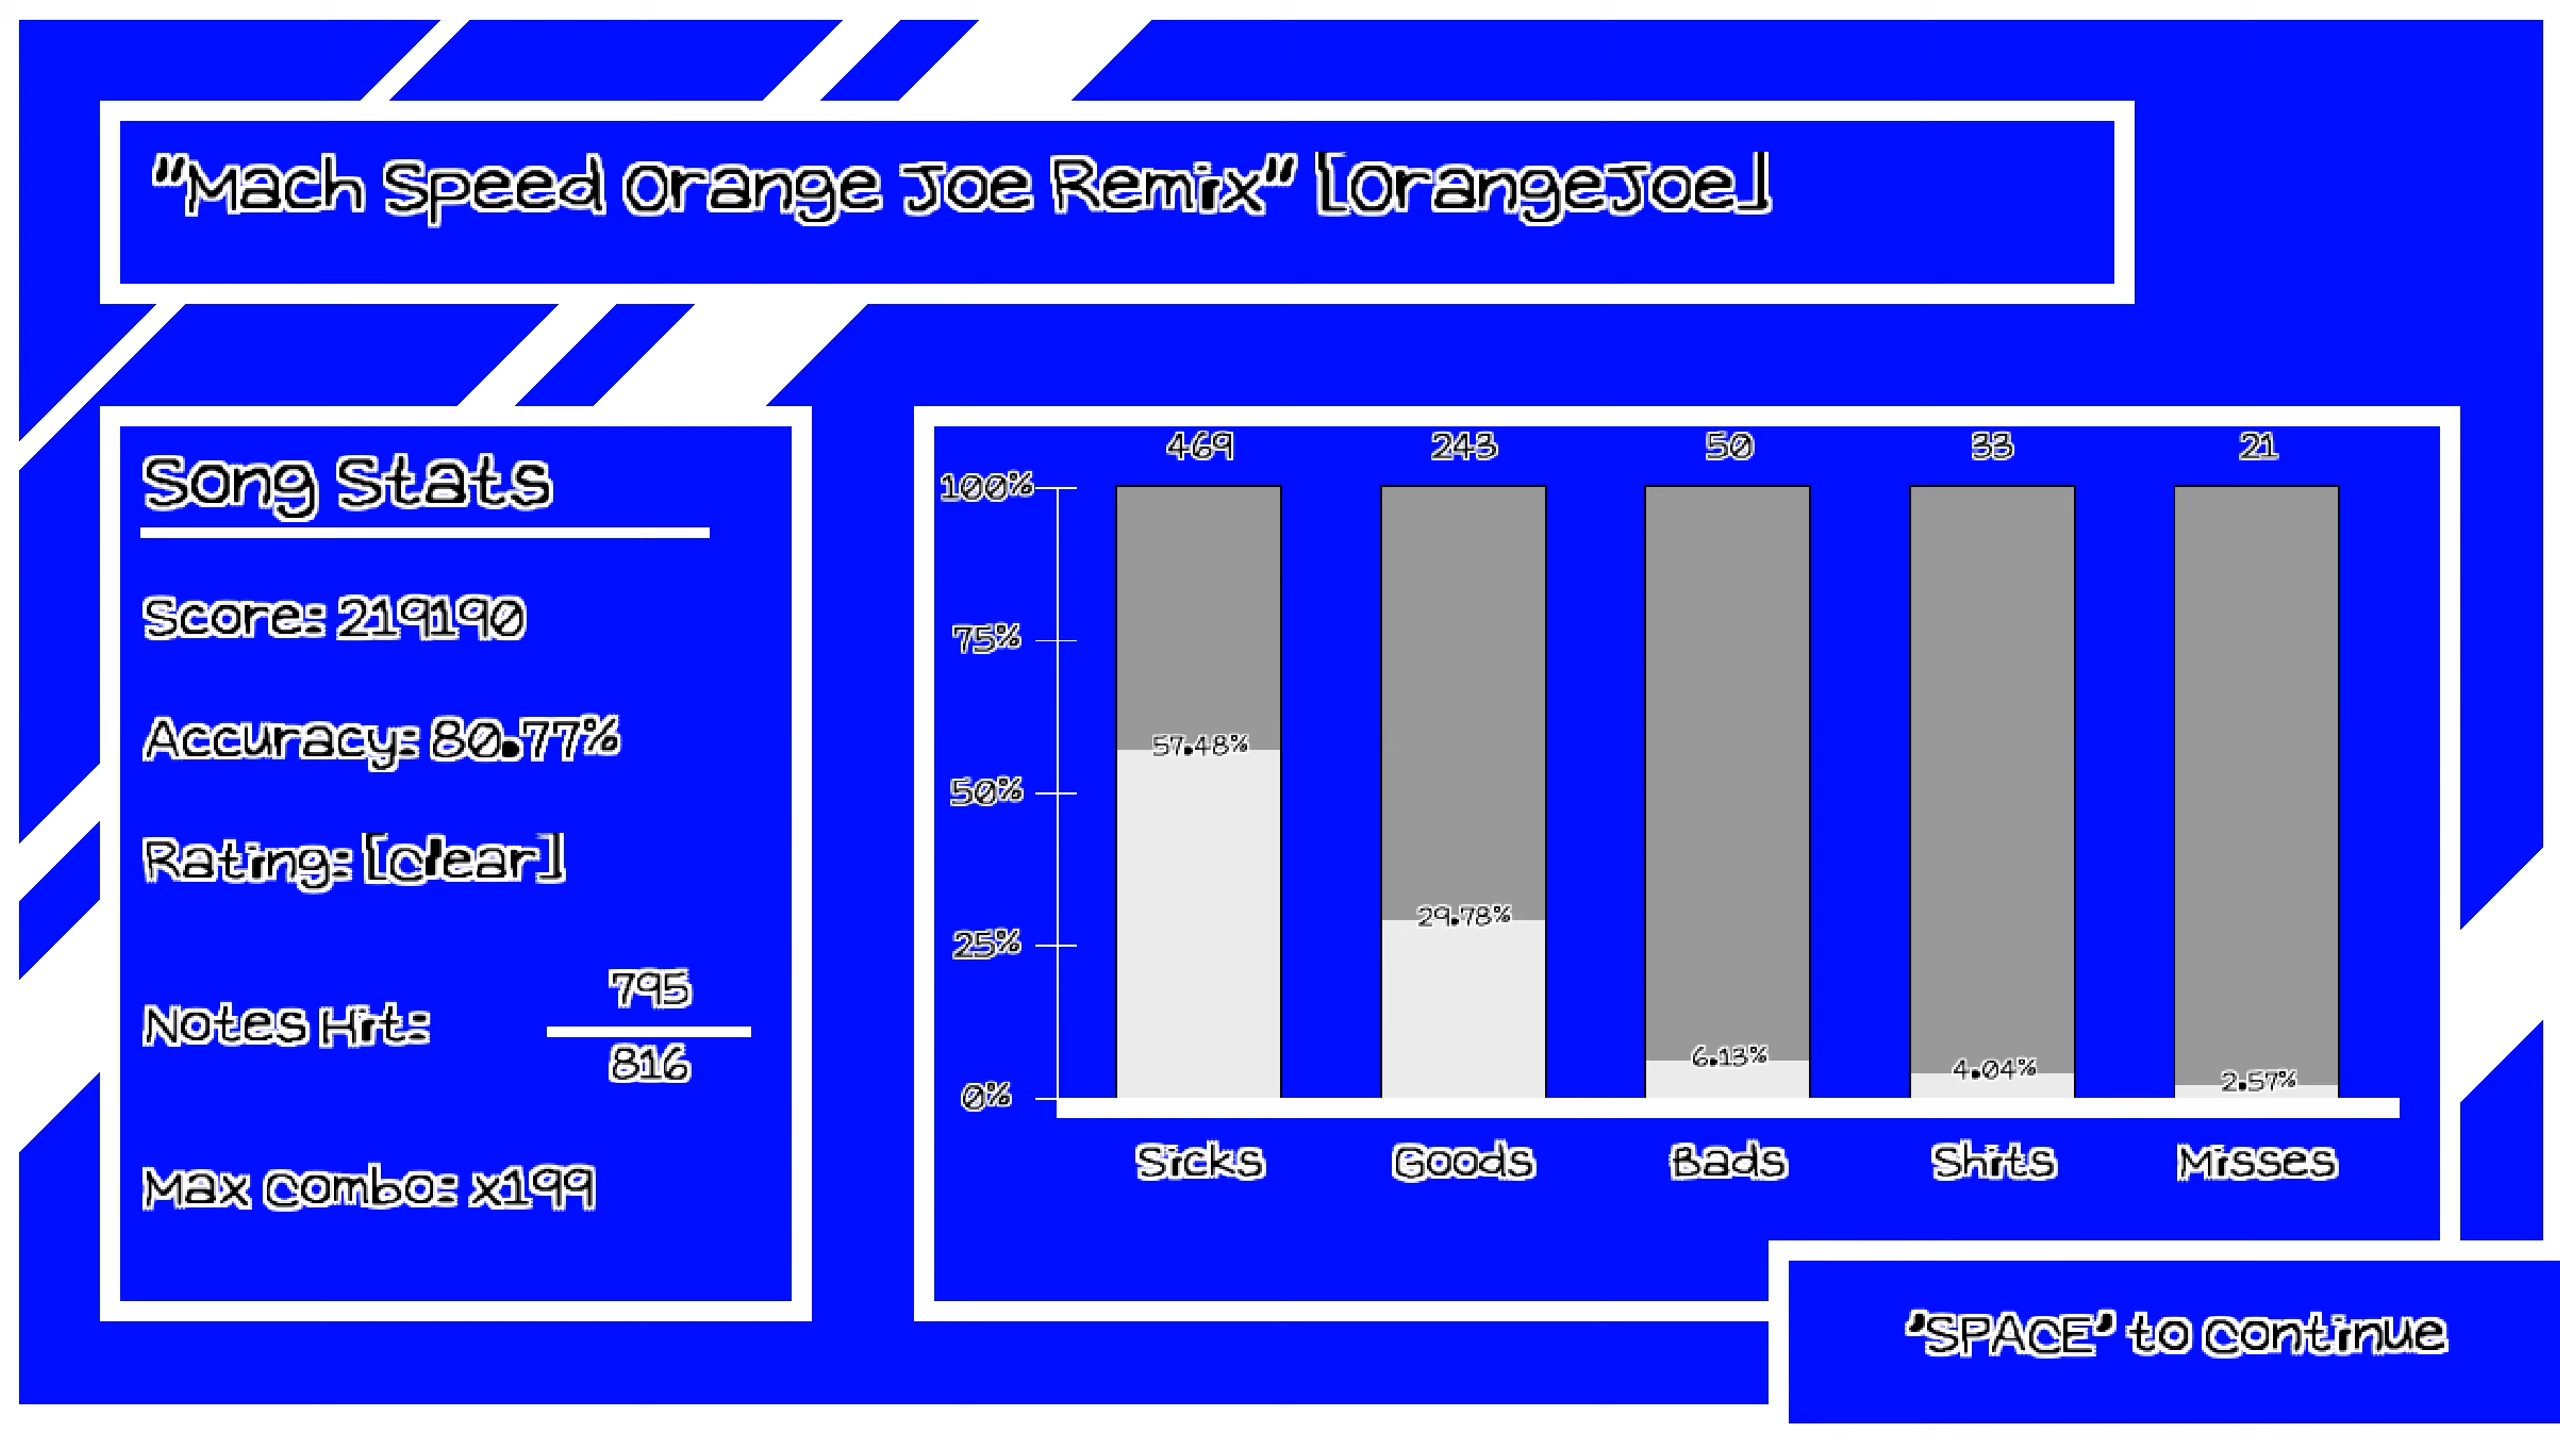 "Mach Speed Orange Joe Remix" [OrangeJoe]
Song Stats
Score: 219190
Accuracy: 80.77%
Rating: [Clear]
Notes Hit:
795
816
Max Combo: x199
469 243 50 33 21
100%
75%
57.48%
50%
29.78%
25%
6.13%
4.04%
2.57%
0%
Sicks Goods Bads Shits Misses
'SPACE' to Continue